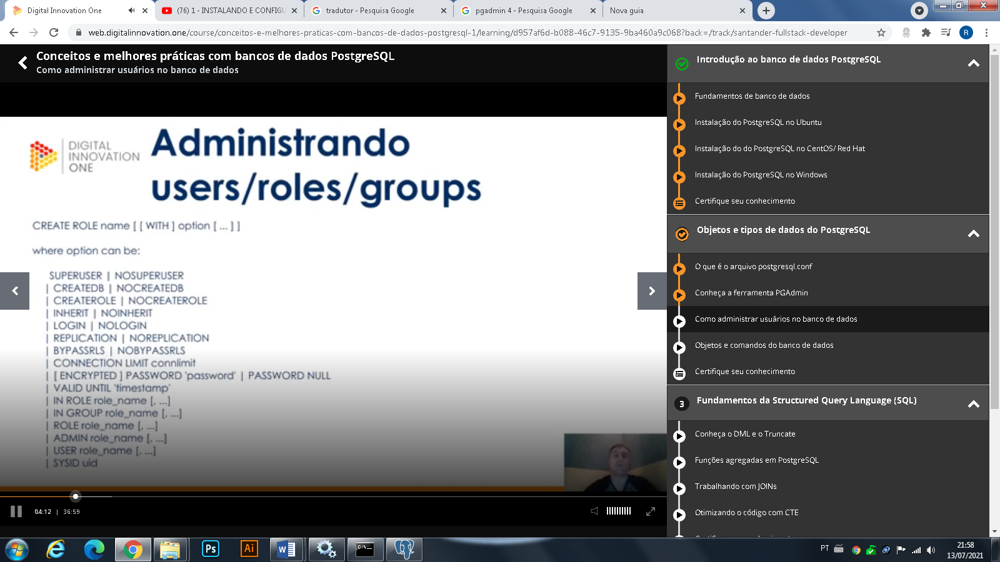 Digital Innovation One
(76) 1 - INSTALANDO E CONFIGU
tradutor - Pesquisa Google
pgadmin 4 - Pesquisa Google
Nova guia
web.digitalinnovation.one/course/conceitos-e-melhores-praticas-com-bancos-de-dados-postgresql-1/learning/d957af6d-b088-46c7-9135-9ba460a9c068?back=/track/santander-fullstack-developer
R
Conceitos e melhores práticas com bancos de dados PostgreSQL
Como administrar usuários no banco de dados
DIGITAL
INNOVATION
ONE
Administrando
users/roles/groups
CREATE ROLE name [ [ WITH ] option [ ... ] ]
where option can be:
SUPERUSER | NOSUPERUSER
| CREATEDB | NOCREATEDB
| CREATEROLE | NOCREATEROLE
| INHERIT | NOINHERIT
| LOGIN | NOLOGIN
| REPLICATION | NOREPLICATION
| BYPASSRLS | NOBYPASSRLS
| CONNECTION LIMIT connlimit
| [ ENCRYPTED ] PASSWORD 'password' | PASSWORD NULL
| VALID UNTIL 'timestamp'
| IN ROLE role_name [, ...]
| IN GROUP role_name [, ...]
| ROLE role_name [, ...]
| ADMIN role_name [, ...]
| USER role_name [, ...]
| SYSID uid
04:12 | 36:59
Introdução ao banco de dados PostgreSQL
Fundamentos de banco de dados
Instalação do PostgreSQL no Ubuntu
Instalação do do PostgreSQL no CentOS/ Red Hat
Instalação do PostgreSQL no Windows
Certifique seu conhecimento
Objetos e tipos de dados do PostgreSQL
O que é o arquivo postgresql.conf
Conheça a ferramenta PGAdmin
Como administrar usuários no banco de dados
Objetos e comandos do banco de dados
Certifique seu conhecimento
3 Fundamentos da Structured Query Language (SQL)
Conheça o DML e o Truncate
Funções agregadas em PostgreSQL
Trabalhando com JOINs
Otimizando o código com CTE
Ps
Ai
W
C:\.
PT
21:58
13/07/2021